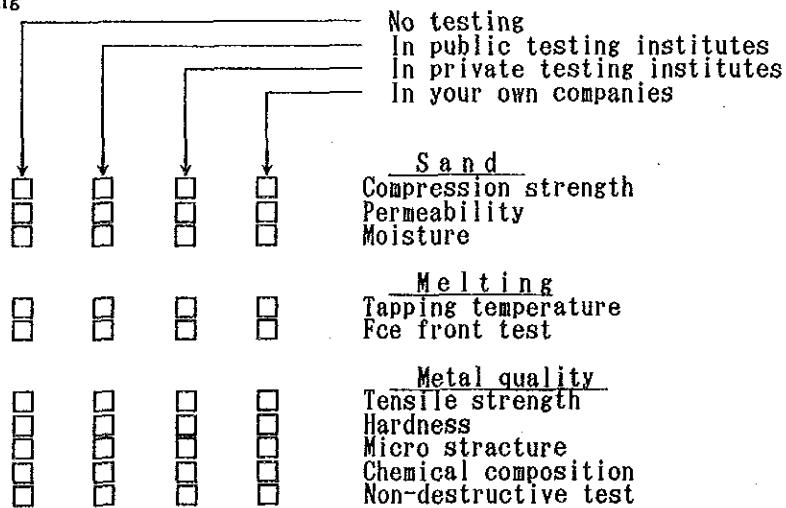 No testing
In public testing institutes
In private testing institutes
In your own companies
Sand
Compression strength
Permeability
Moisture
Melting
Tapping temperature
Fce front test
Metal quality
Tensile strength
Hardness
Micro stracture
Chemical composition
Non-destructive test